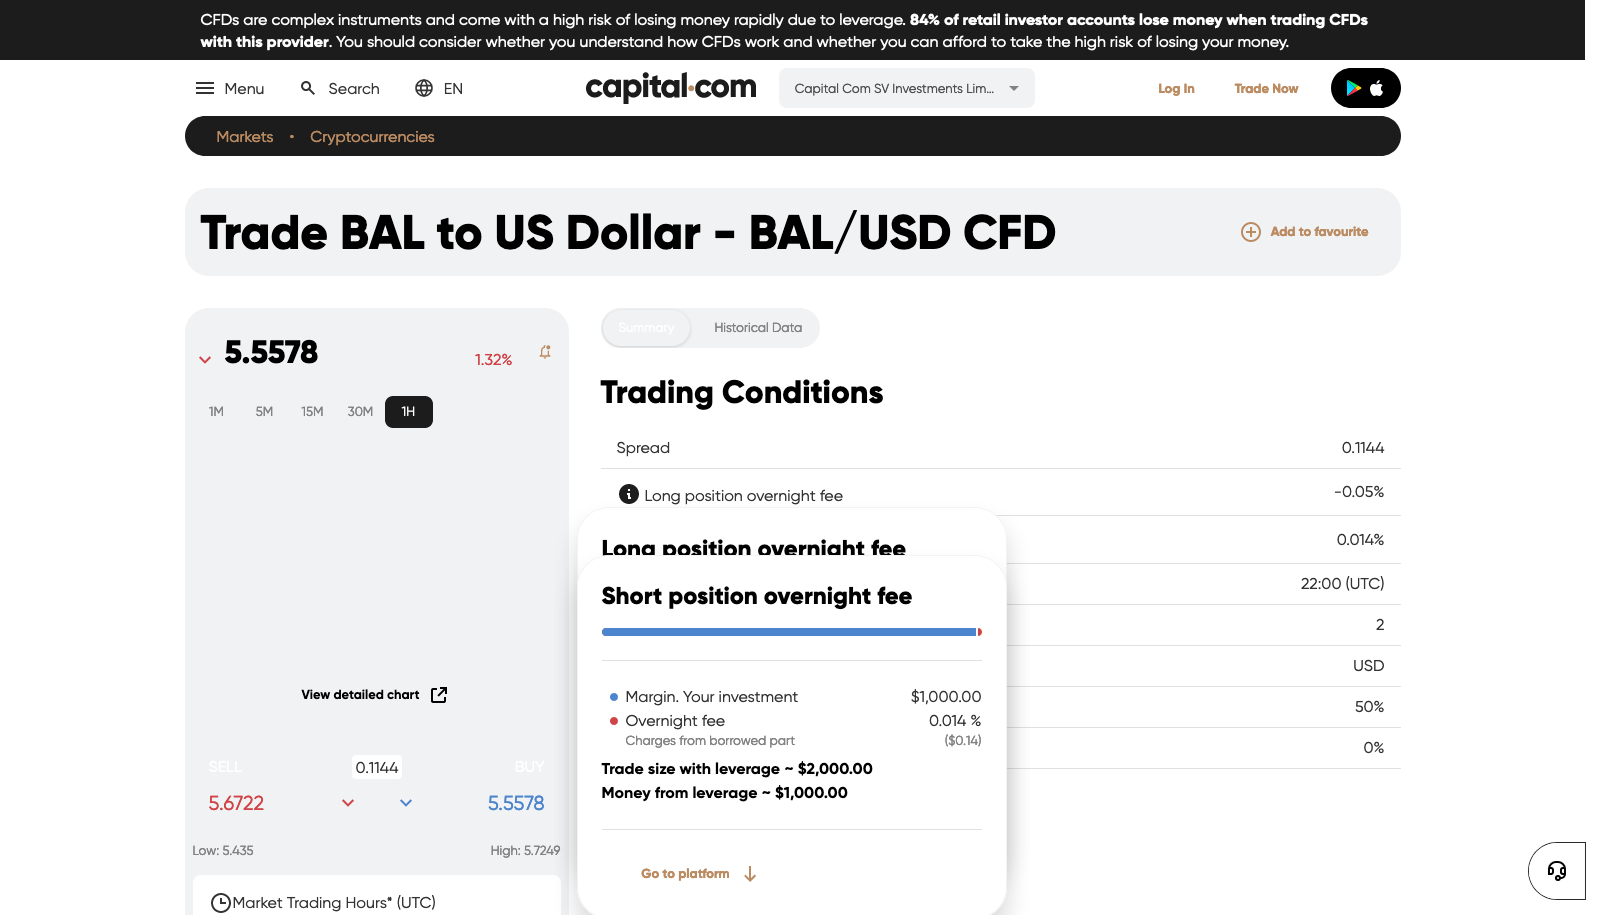 CFDs are complex instruments and come with a high risk of losing money rapidly due to leverage. 84% of retail investor accounts lose money when trading CFDs
with this provider. You should consider whether you understand how CFDs work and whether you can afford to take the high risk of losing your money.
Menu Search EN capital.com Capital Com SV Investments Lim... Log In Trade Now
Markets • Cryptocurrencies
Trade BAL to US Dollar - BAL/USD CFD Add to favourite
5.5578 1.32%
1M 5M 15M 30M 1H
View detailed chart
SELL 0.1144 BUY
5.6722 5.5578
Low: 5.435 High: 5.7249
Market Trading Hours* (UTC)
Summary Historical Data
Trading Conditions
Spread 0.1144
Long position overnight fee -0.05%
0.014%
22:00 (UTC)
2
USD
50%
0%
Long position overnight fee
Short position overnight fee
Margin. Your investment $1,000.00
Overnight fee 0.014 %
Charges from borrowed part ($0.14)
Trade size with leverage ~ $2,000.00
Money from leverage ~ $1,000.00
Go to platform